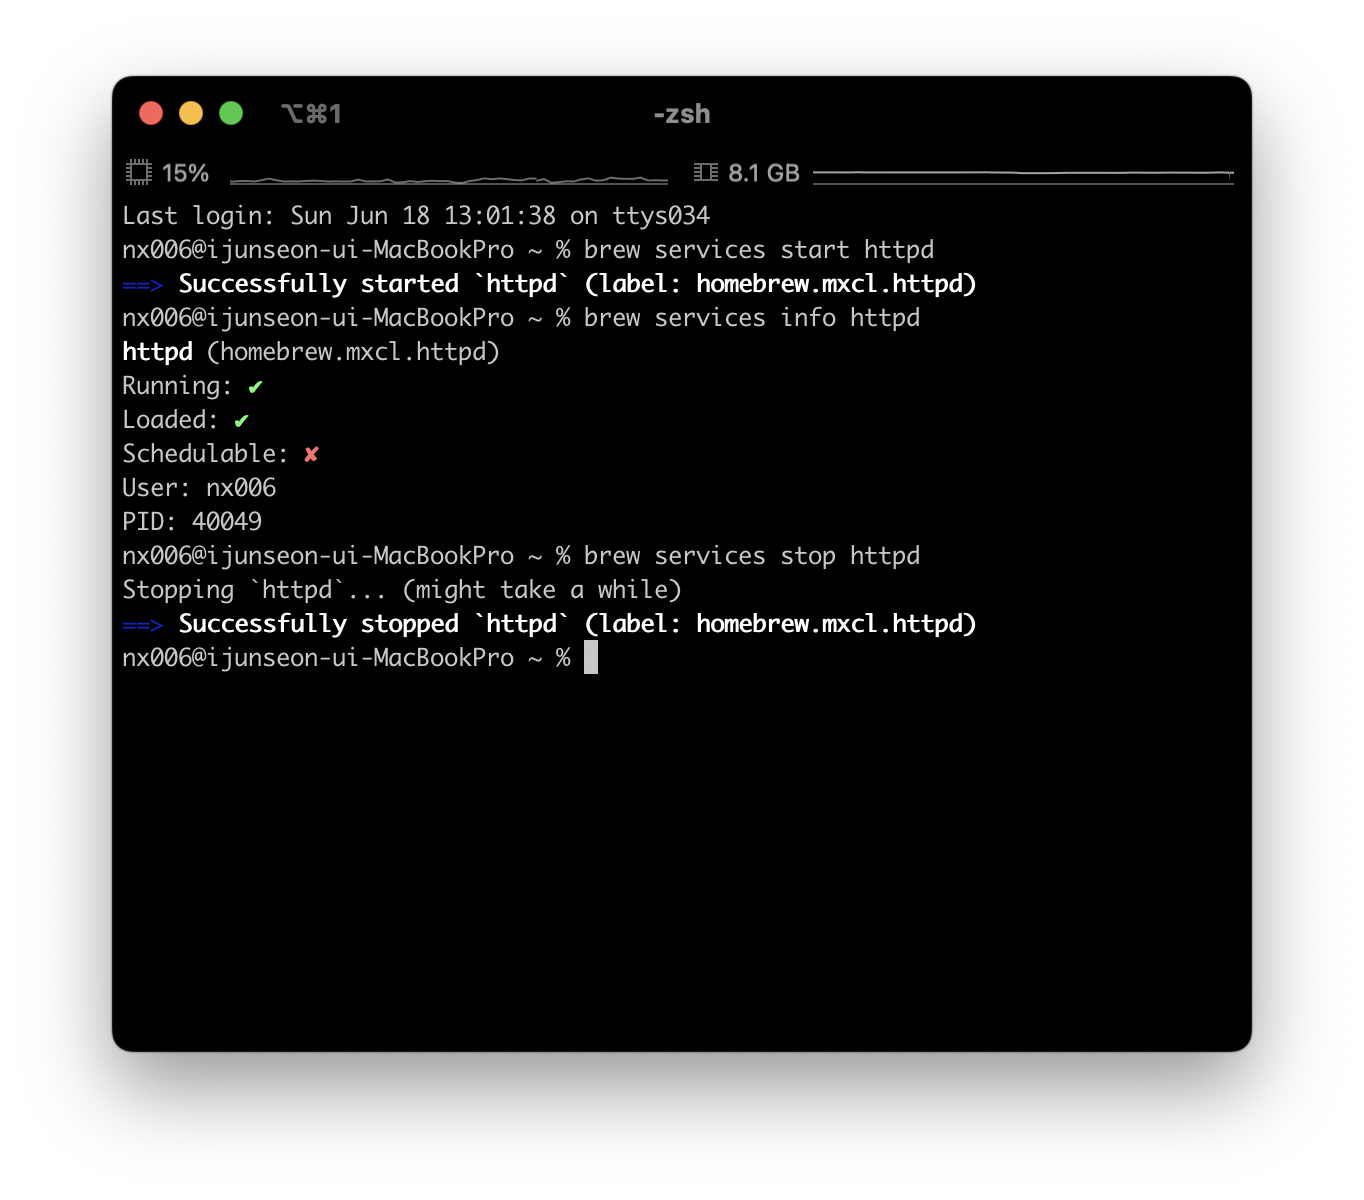 ⌥⌘1 -zsh
15% 8.1 GB
Last login: Sun Jun 18 13:01:38 on ttys034
nx006@ijunseon-ui-MacBookPro ~ % brew services start httpd
==> Successfully started `httpd` (label: homebrew.mxcl.httpd)
nx006@ijunseon-ui-MacBookPro ~ % brew services info httpd
httpd (homebrew.mxcl.httpd)
Running: ✔
Loaded: ✔
Schedulable: ✘
User: nx006
PID: 40049
nx006@ijunseon-ui-MacBookPro ~ % brew services stop httpd
Stopping `httpd`... (might take a while)
==> Successfully stopped `httpd` (label: homebrew.mxcl.httpd)
nx006@ijunseon-ui-MacBookPro ~ %